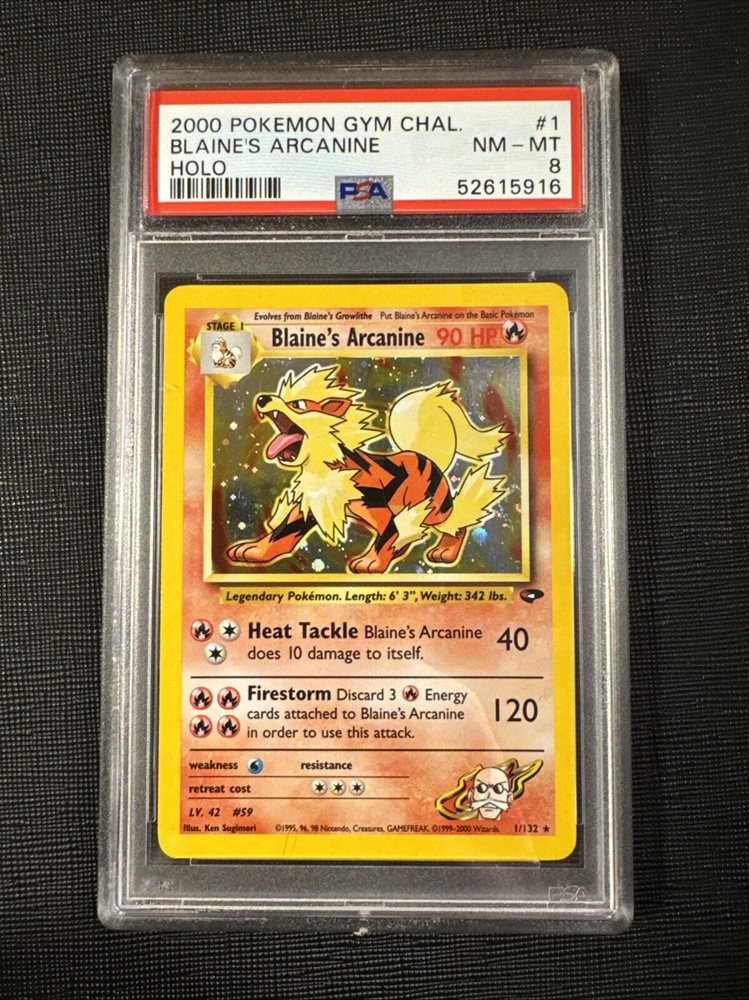 2000 POKEMON GYM CHAL. #1
BLAINE'S ARCANINE NM - MT
HOLO 8
PSA 52615916
Evolves from Blaine's Growlithe Put Blaine's Arcanine on the Basic Pokémon
STAGE 1
Blaine's Arcanine 90 HP
Legendary Pokémon. Length: 6' 3", Weight: 342 lbs.
Heat Tackle Blaine's Arcanine 40
does 10 damage to itself.
Firestorm Discard 3 Energy
cards attached to Blaine's Arcanine 120
in order to use this attack.
weakness resistance
retreat cost
LV. 42 #59
Illus. Ken Sugimori ©1995, 96, 98 Nintendo, Creatures, GAMEFREAK. ©1999-2000 Wizards. 1/132 ★
PSA